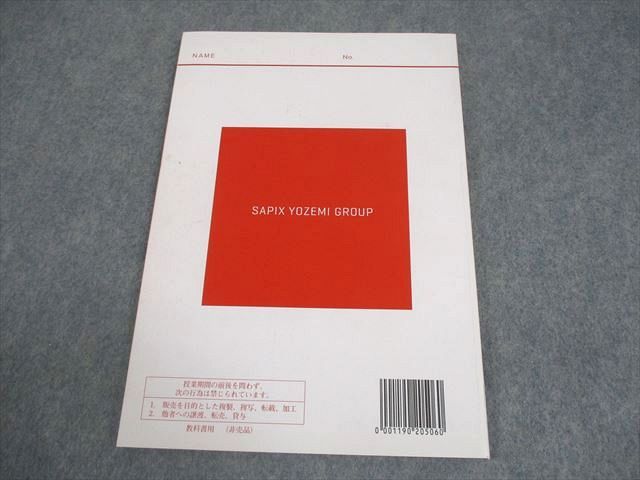 NAME No.
SAPIX YOZEMI GROUP
授業期間の前後を問わず、
次の行為は禁じられています。
1. 販売を目的とした複製、複写、転載、加工
2. 他者への譲渡、転売、貸与
教科書用 (非売品)
0 001190 205060